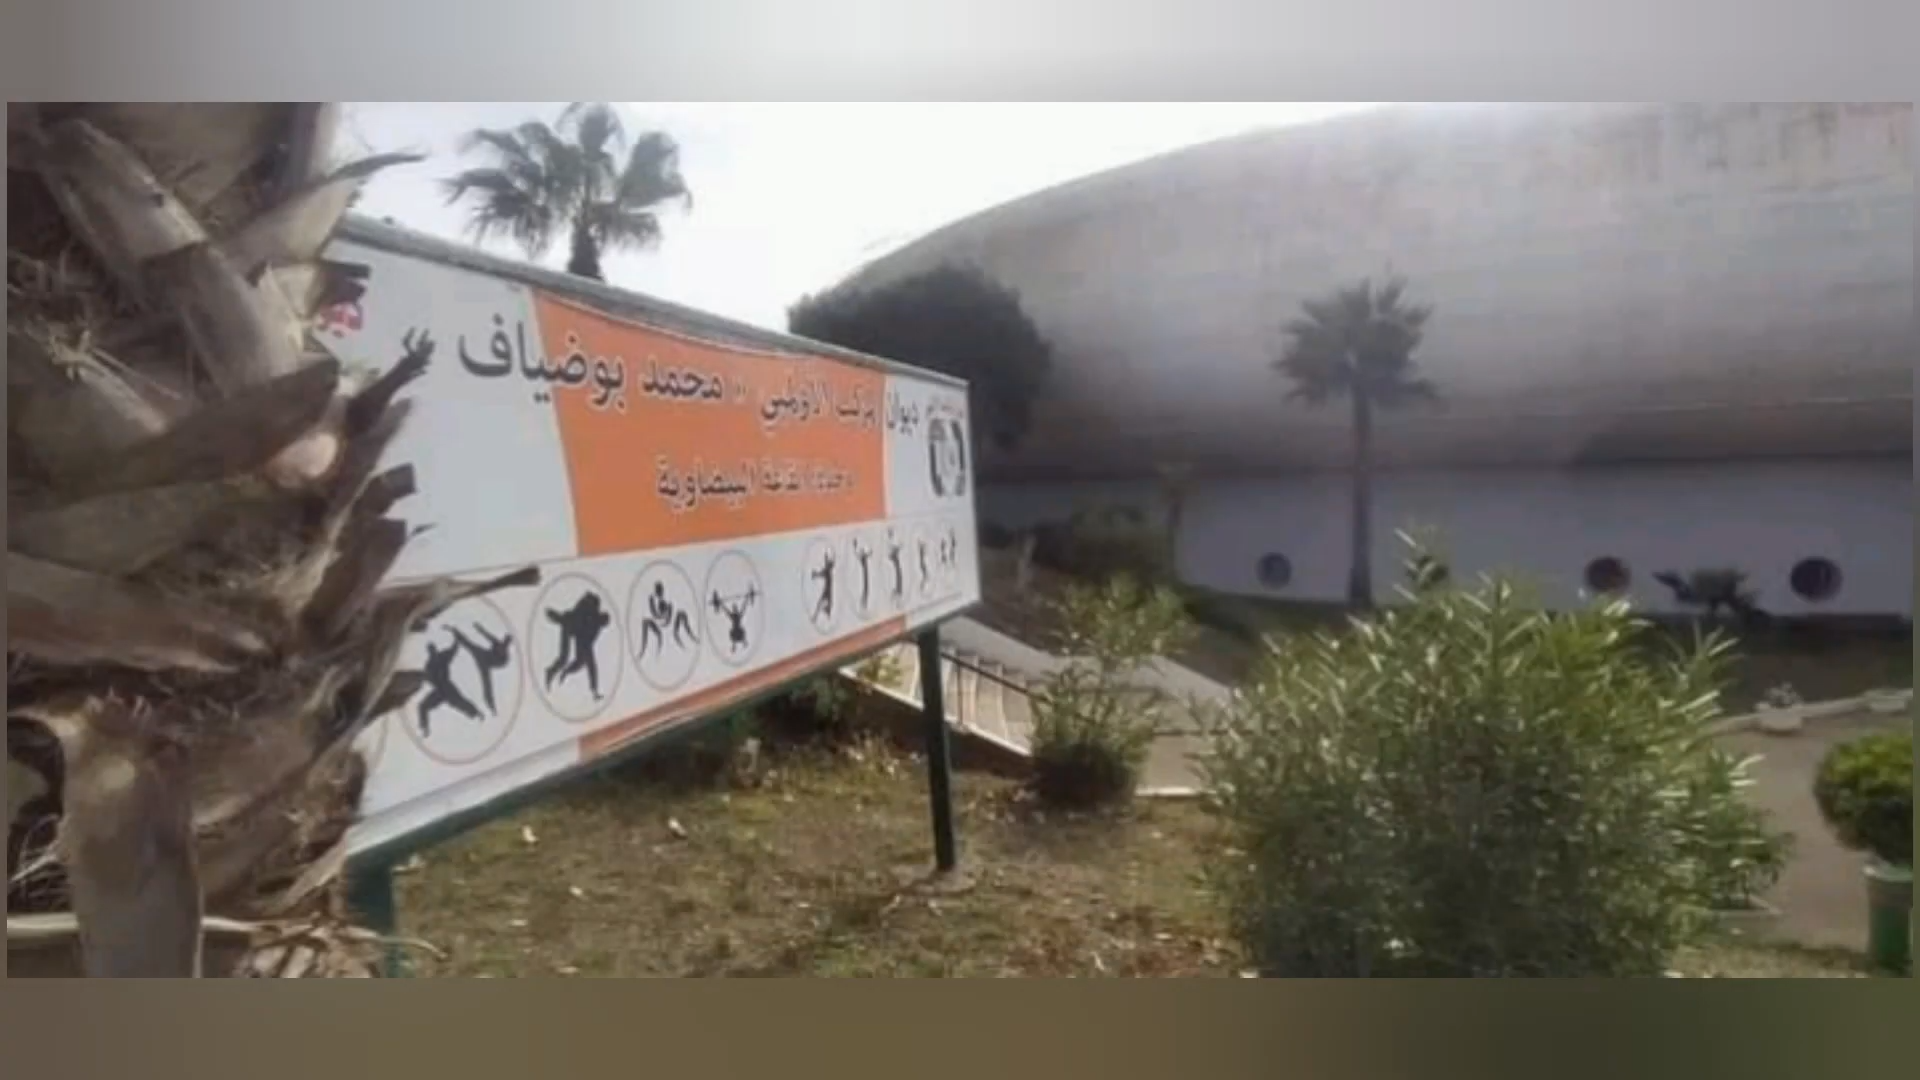 ديوان المركب الأولمبي " محمد بوضياف
وحدة القاعة البيضاوية